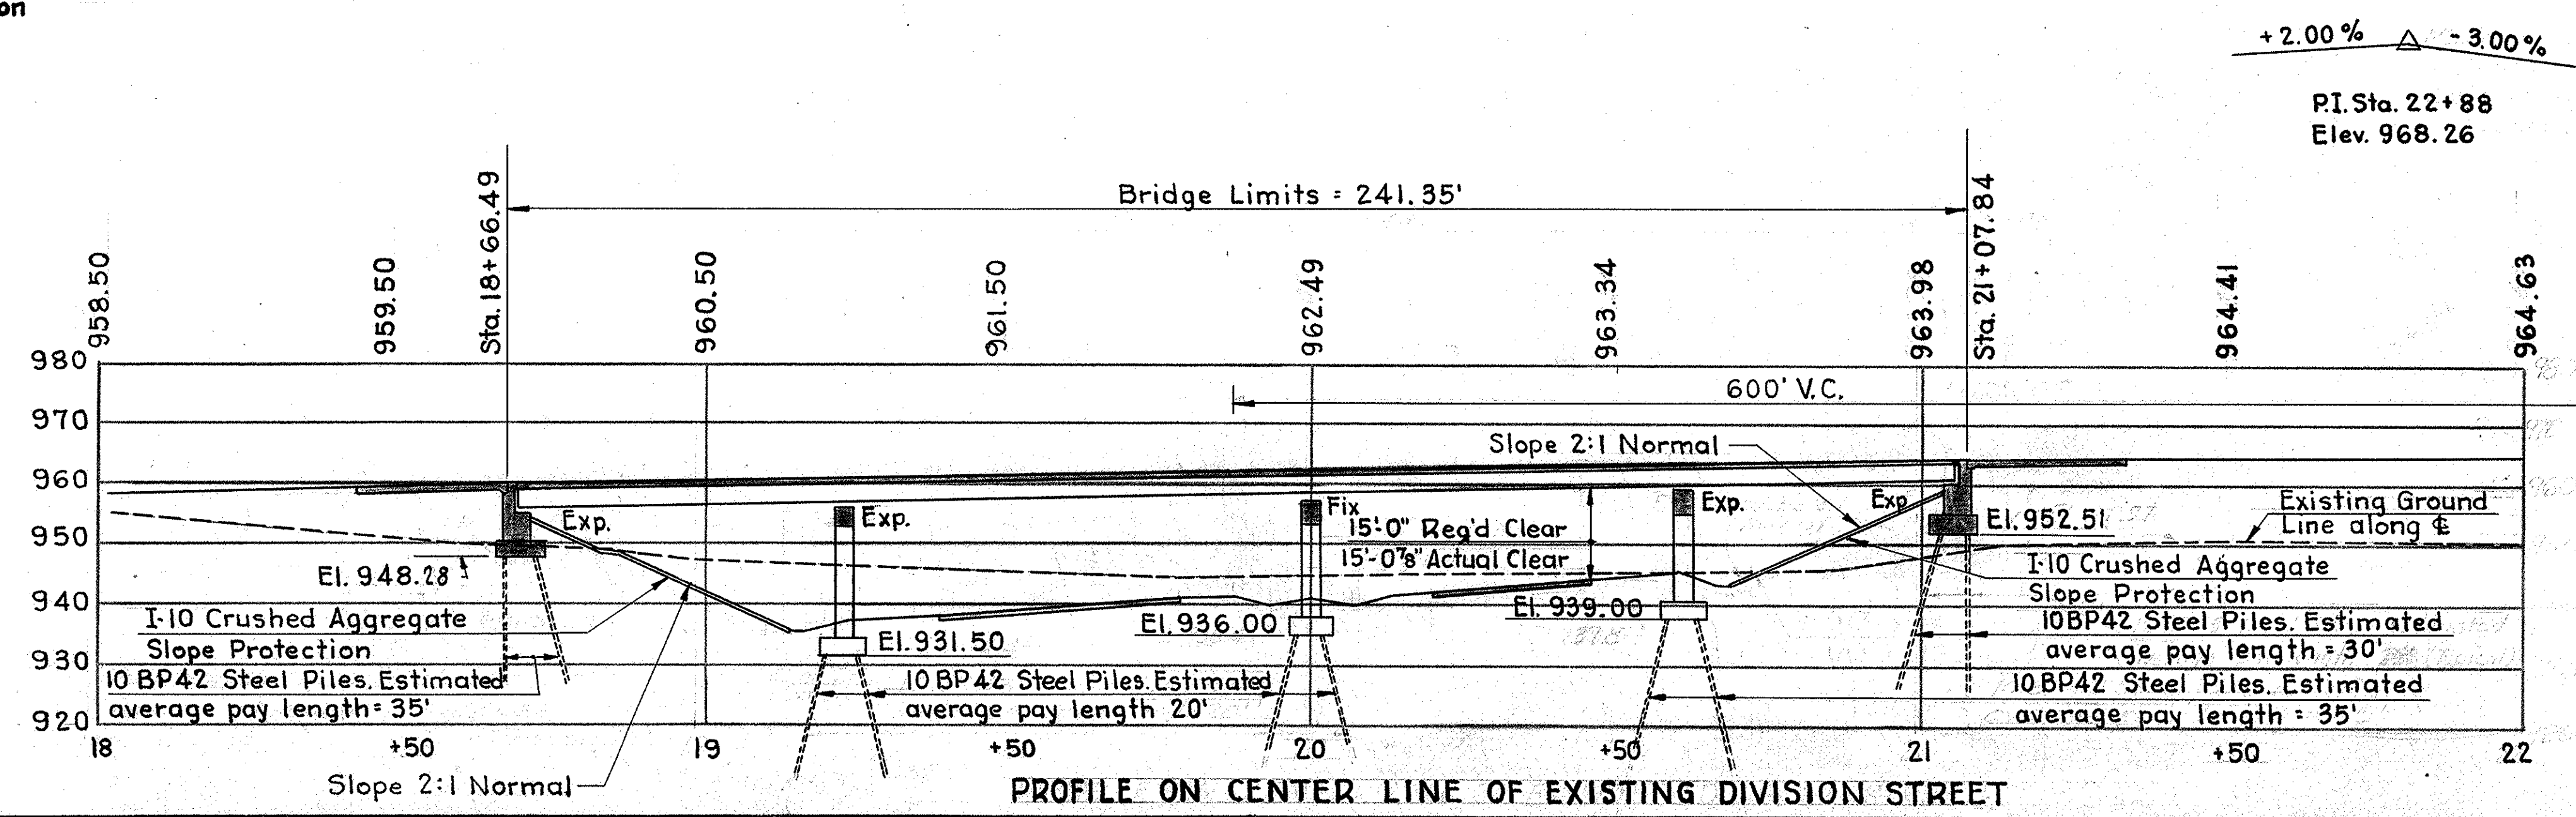 on
+2.00% △ -3.00%
P.I. Sta. 22+88
Elev. 968.26
Bridge Limits = 241.35'
958.50
959.50
Sta. 18+66.49
960.50
961.50
962.49
963.34
963.98
Sta. 21+07.84
964.41
964.63
980
970
960
950
940
930
920
600' V.C.
Slope 2:1 Normal
Exp.
Exp.
Fix
Exp.
Exp
15'-0" Req'd Clear
15'-0⅞" Actual Clear
El. 952.51
Existing Ground
Line along ℄
El. 948.28
I-10 Crushed Aggregate
Slope Protection
10 BP42 Steel Piles. Estimated
average pay length = 35'
El. 931.50
El. 936.00
El. 939.00
10 BP42 Steel Piles. Estimated
average pay length 20'
I-10 Crushed Aggregate
Slope Protection
10BP42 Steel Piles. Estimated
average pay length = 30'
10 BP42 Steel Piles. Estimated
average pay length = 35'
18 +50 19 +50 20 +50 21 +50 22
Slope 2:1 Normal
PROFILE ON CENTER LINE OF EXISTING DIVISION STREET